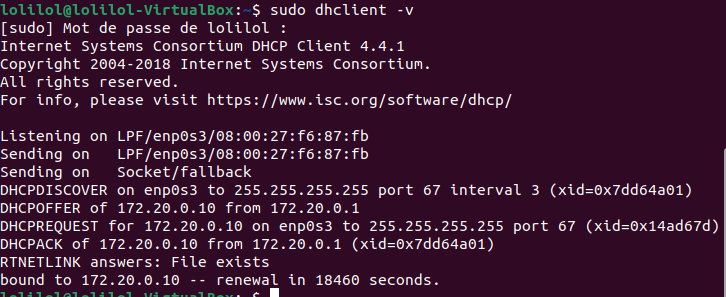 lolilol@lolilol-VirtualBox:~$ sudo dhclient -v
[sudo] Mot de passe de lolilol :
Internet Systems Consortium DHCP Client 4.4.1
Copyright 2004-2018 Internet Systems Consortium.
All rights reserved.
For info, please visit https://www.isc.org/software/dhcp/

Listening on LPF/enp0s3/08:00:27:f6:87:fb
Sending on   LPF/enp0s3/08:00:27:f6:87:fb
Sending on   Socket/fallback
DHCPDISCOVER on enp0s3 to 255.255.255.255 port 67 interval 3 (xid=0x7dd64a01)
DHCPOFFER of 172.20.0.10 from 172.20.0.1
DHCPREQUEST for 172.20.0.10 on enp0s3 to 255.255.255.255 port 67 (xid=0x14ad67d)
DHCPACK of 172.20.0.10 from 172.20.0.1 (xid=0x7dd64a01)
RTNETLINK answers: File exists
bound to 172.20.0.10 -- renewal in 18460 seconds.
lolilol@lolilol-VirtualBox:~$